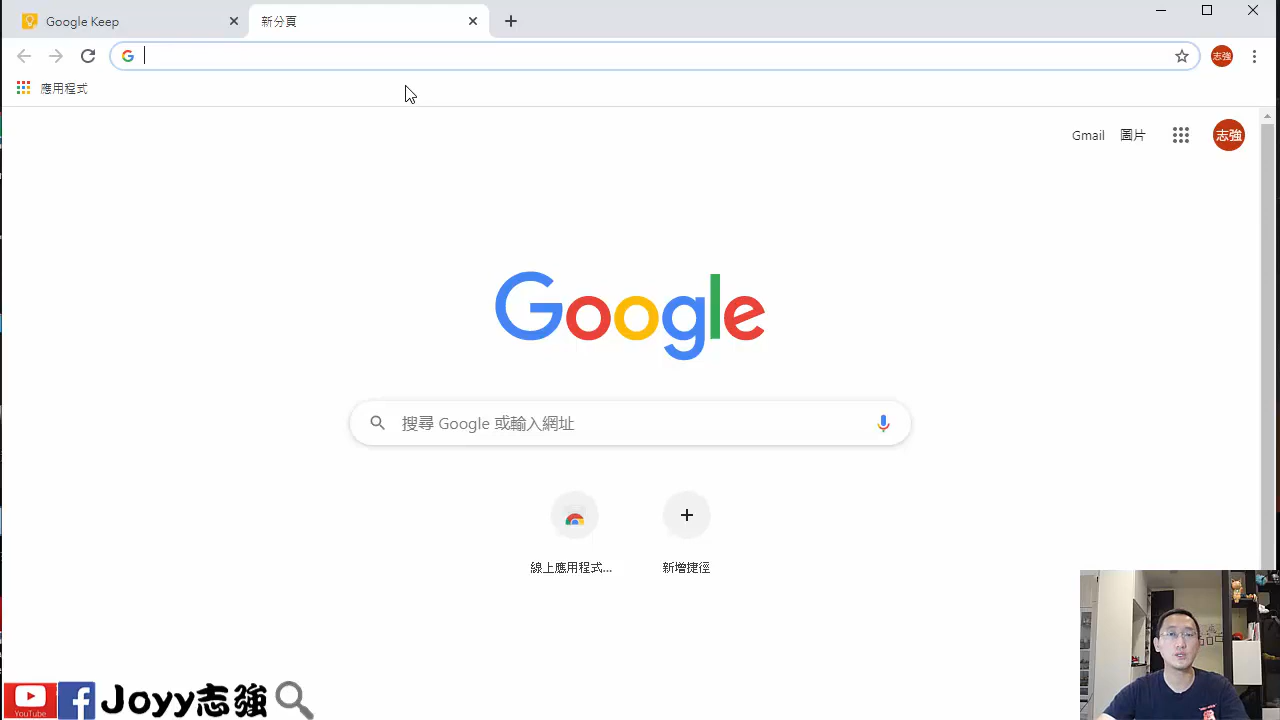 Google Keep
新分頁
應用程式
志強
Gmail
圖片
志強
Google
搜尋 Google 或輸入網址
線上應用程式...
新增捷徑
YouTube
Joyy志強